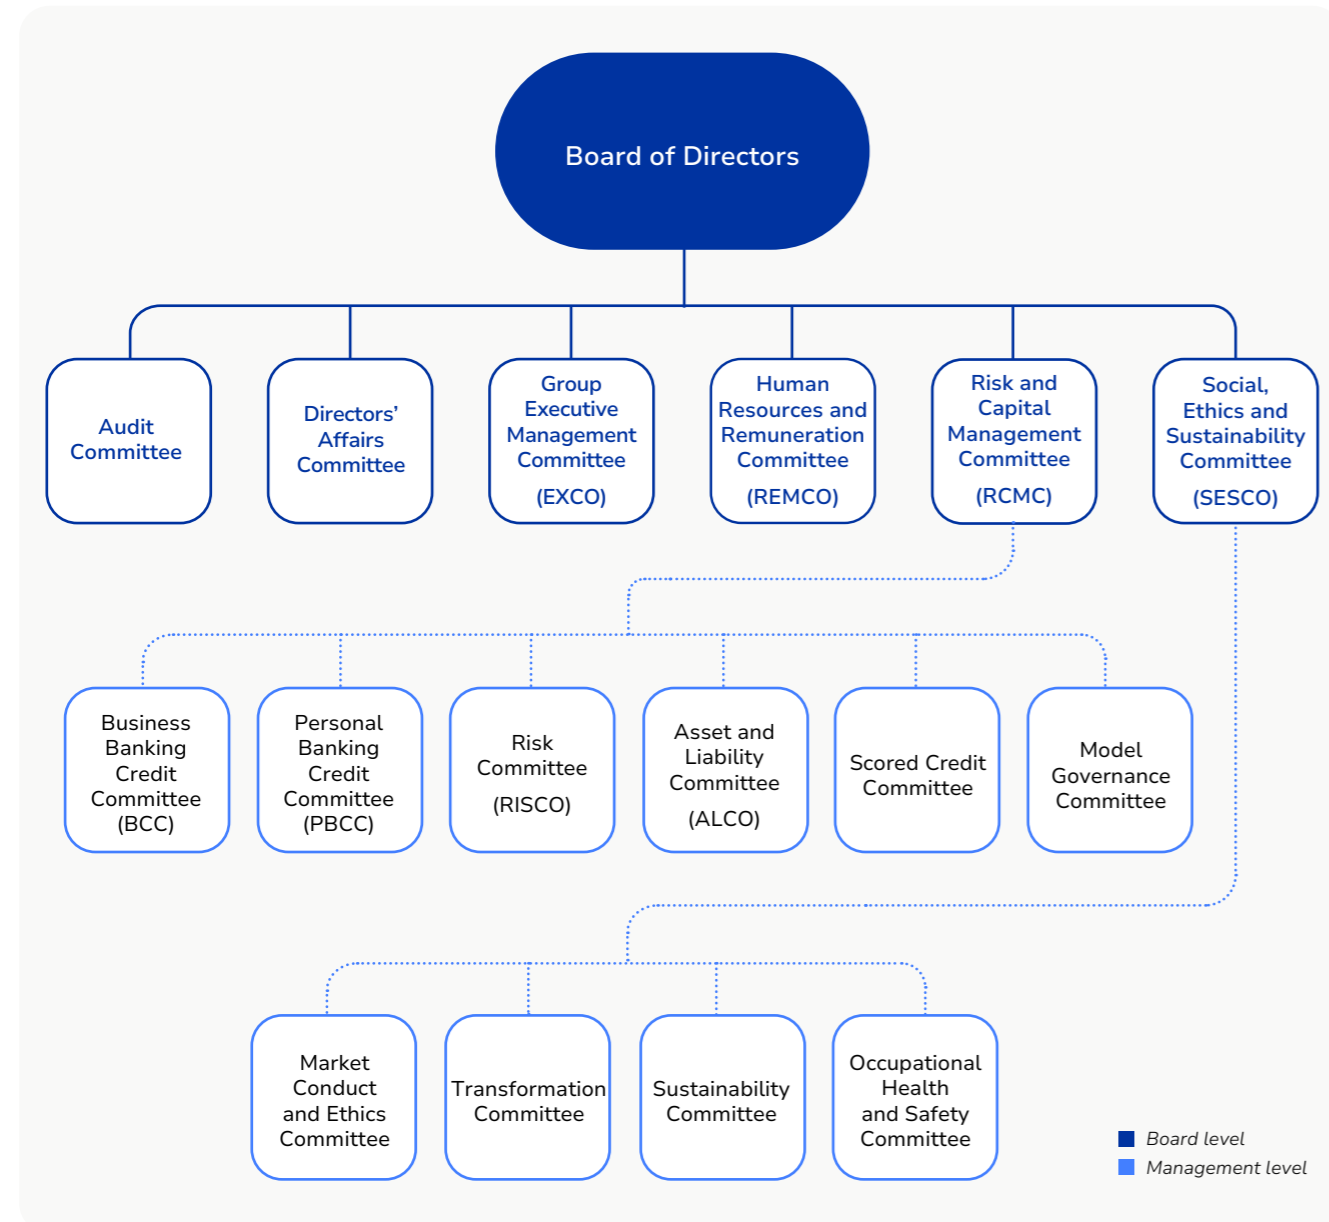 Board of Directors
Audit
Committee
Directors’
Affairs
Committee
Group
Executive
Management
Committee
(EXCO)
Human
Resources and
Remuneration
Committee
(REMCO)
Risk and
Capital
Management
Committee
(RCMC)
Social,
Ethics and
Sustainability
Committee
(SESCO)
Business
Banking
Credit
Committee
(BCC)
Personal
Banking
Credit
Committee
(PBCC)
Risk
Committee
(RISCO)
Asset and
Liability
Committee
(ALCO)
Scored Credit
Committee
Model
Governance
Committee
Market
Conduct
and Ethics
Committee
Transformation
Committee
Sustainability
Committee
Occupational
Health
and Safety
Committee
Board level
Management level